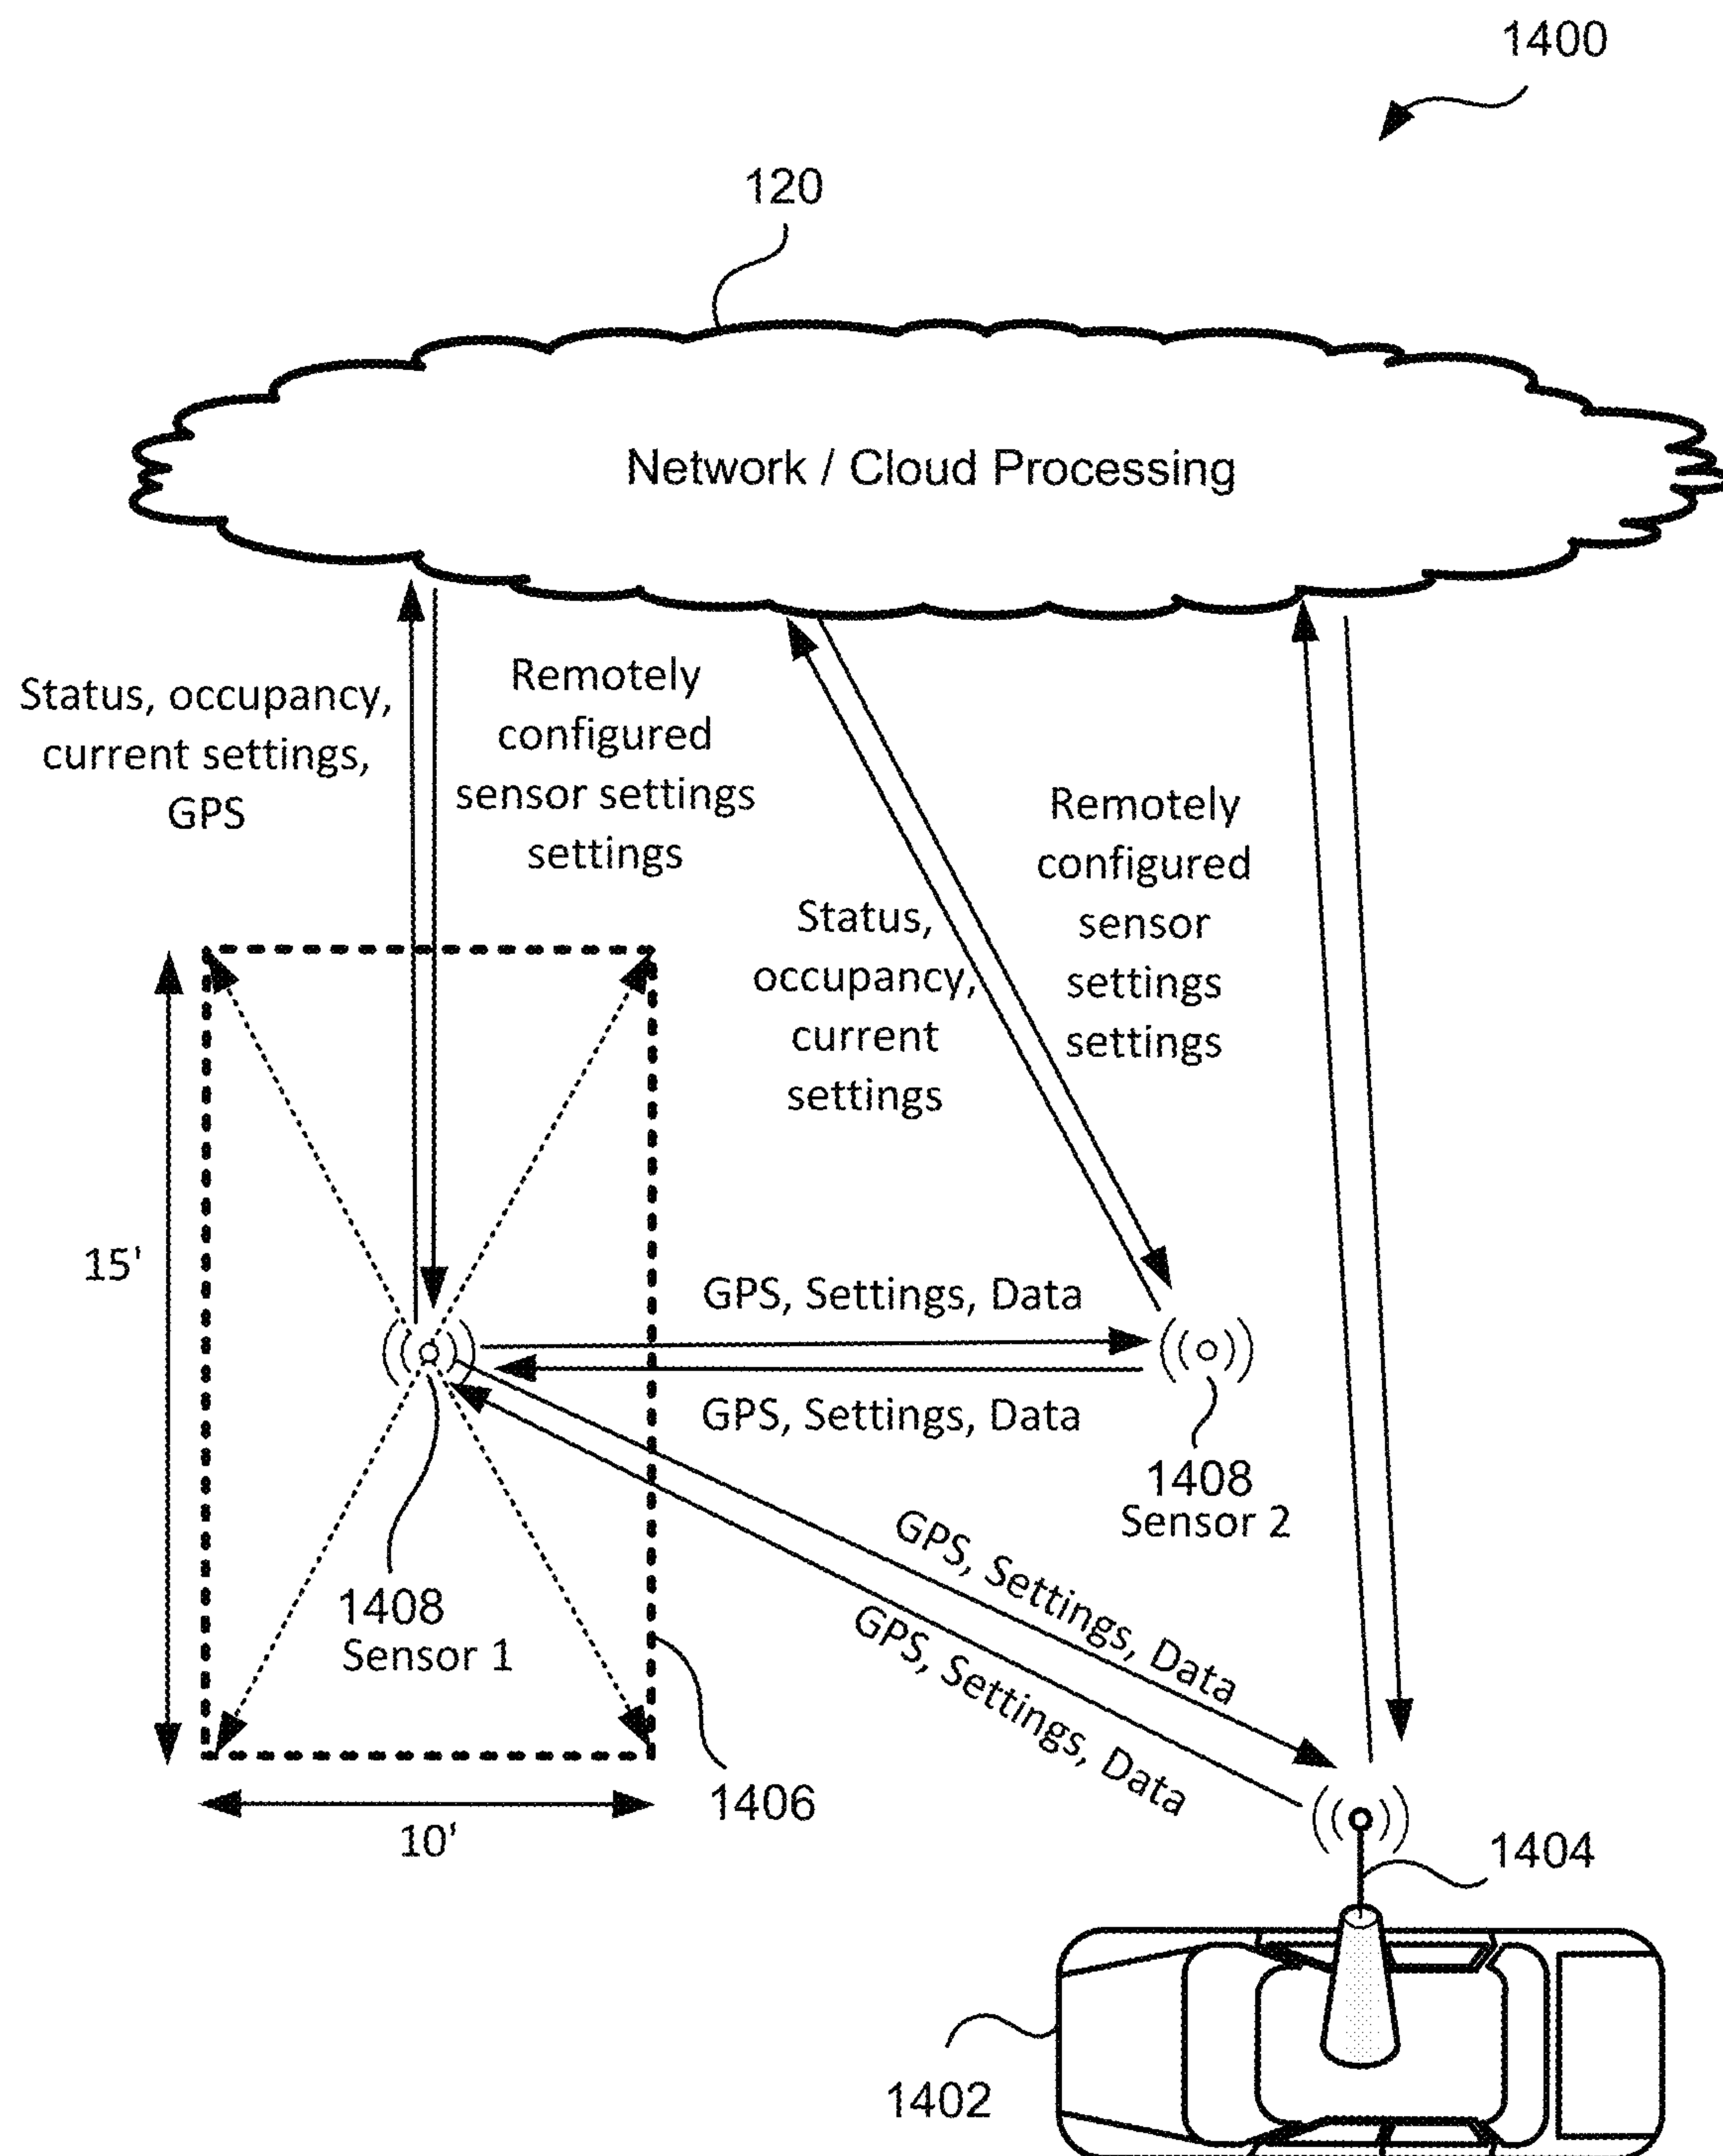 1400
120
Network / Cloud Processing
Status, occupancy,
current settings,
GPS
Remotely
configured
sensor settings
settings
Status,
occupancy,
current
settings
Remotely
configured
sensor
settings
settings
15'
GPS, Settings, Data
GPS, Settings, Data
1408
Sensor 2
1408
Sensor 1
GPS, Settings, Data
GPS, Settings, Data
1406
10'
1404
1402